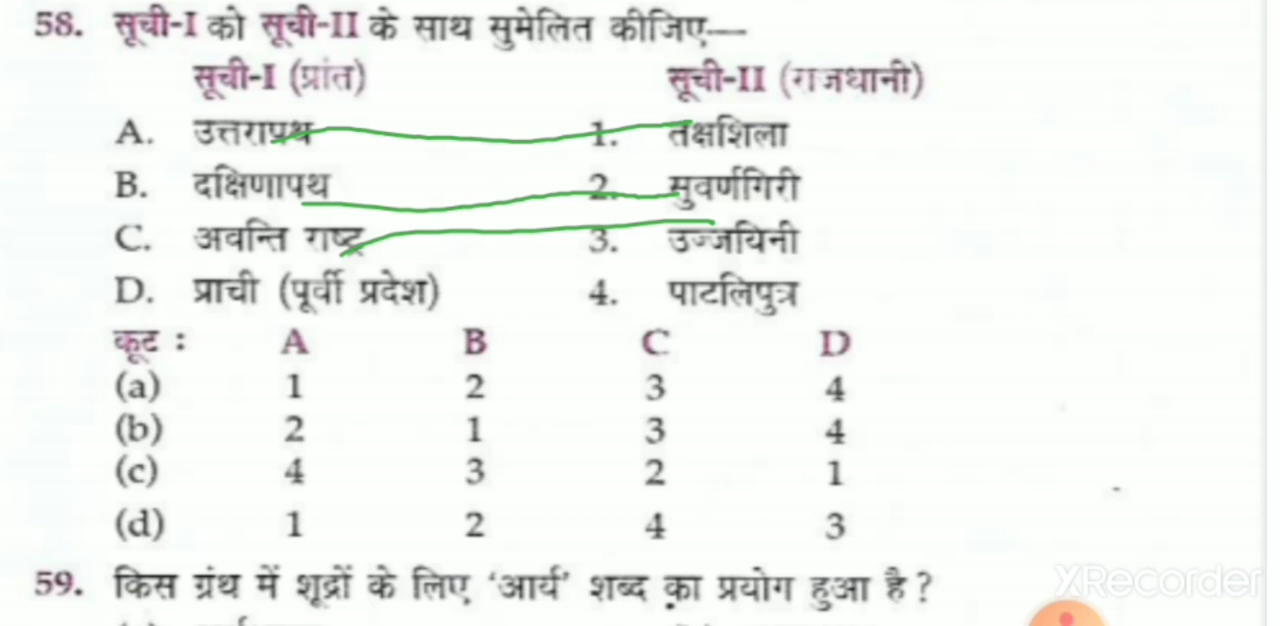 58. सूची-I को सूची-II के साथ सुमेलित कीजिए—
सूची-I (प्रांत) सूची-II (राजधानी)
A. उत्तरापथ 1. तक्षशिला
B. दक्षिणापथ 2. सुवर्णगिरी
C. अवन्ति राष्ट्र 3. उज्जयिनी
D. प्राची (पूर्वी प्रदेश) 4. पाटलिपुत्र
कूट : A B C D
(a) 1 2 3 4
(b) 2 1 3 4
(c) 4 3 2 1
(d) 1 2 4 3
59. किस ग्रंथ में शूद्रों के लिए ‘आर्य’ शब्द का प्रयोग हुआ है?
XRecorder